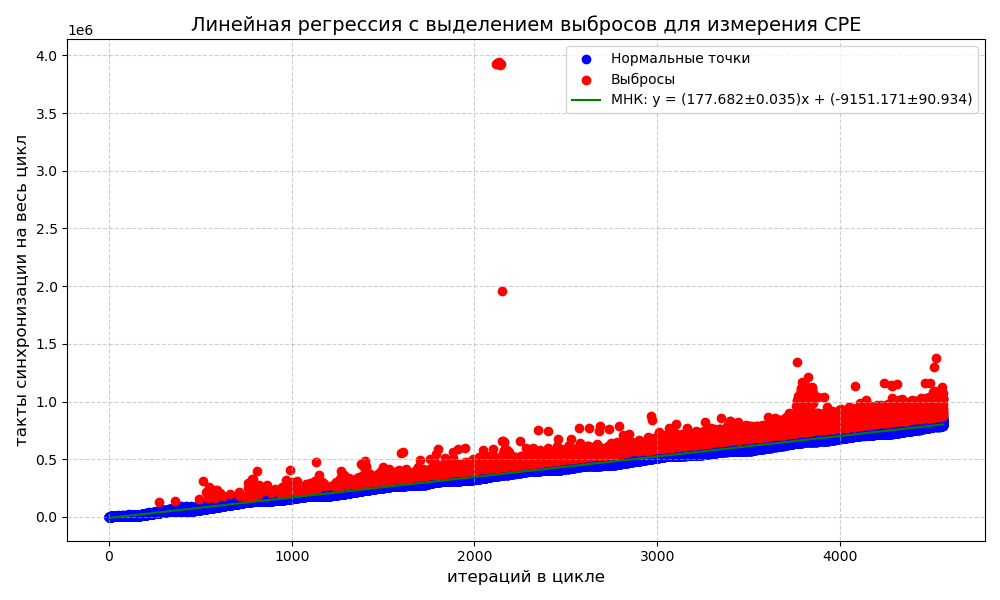 Линейная регрессия с выделением выбросов для измерения CPE
1e6
4.0
3.5
3.0
2.5
2.0
1.5
1.0
0.5
0.0
такты синхронизации на весь цикл
Нормальные точки
Выбросы
МНК: y = (177.682±0.035)x + (-9151.171±90.934)
0
1000
2000
3000
4000
итераций в цикле